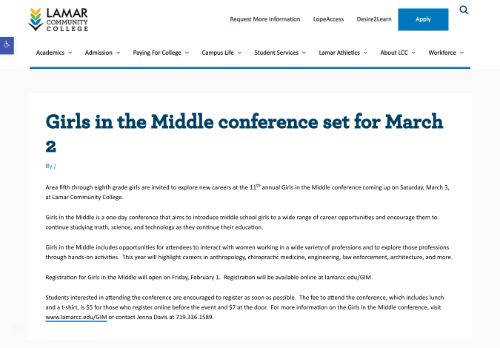 LAMAR
COMMUNITY
COLLEGE
Request More Information LopeAccess Desire2Learn Apply
Academics Admission Paying For College Campus Life Student Services Lamar Athletics About LCC Workforce
Girls in the Middle conference set for March
2
By /
Area fifth through eighth grade girls are invited to explore new careers at the 11th annual Girls in the Middle conference coming up on Saturday, March 3,
at Lamar Community College.
Girls in the Middle is a one-day conference that aims to introduce middle school girls to a wide range of career opportunities and encourage them to
continue studying math, science, and technology as they continue their education.
Girls in the Middle includes opportunities for attendees to interact with women working in a wide variety of professions and to explore those professions
through hands-on activities. This year will highlight careers in anthropology, chiropractic medicine, engineering, law enforcement, architecture, and more.
Registration for Girls in the Middle will open on Friday, February 1. Registration will be available online at lamarcc.edu/GIM.
Students interested in attending the conference are encouraged to register as soon as possible. The fee to attend the conference, which includes lunch
and a t-shirt, is $5 for those who register online before the event and $7 at the door. For more information on the Girls in the Middle conference, visit
www.lamarcc.edu/GIM or contact Jenna Davis at 719.336.1589.